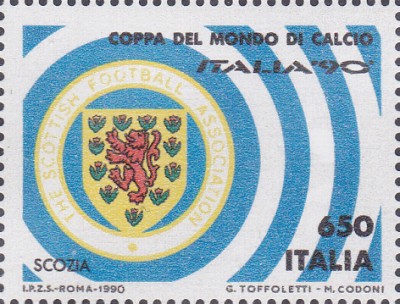 COPPA DEL MONDO DI CALCIO
ITALIA '90
THE SCOTTISH FOOTBALL ASSOCIATION
650
ITALIA
SCOZIA
I.P.Z.S.-ROMA-1990
G. TOFFOLETTI - M. CODONI